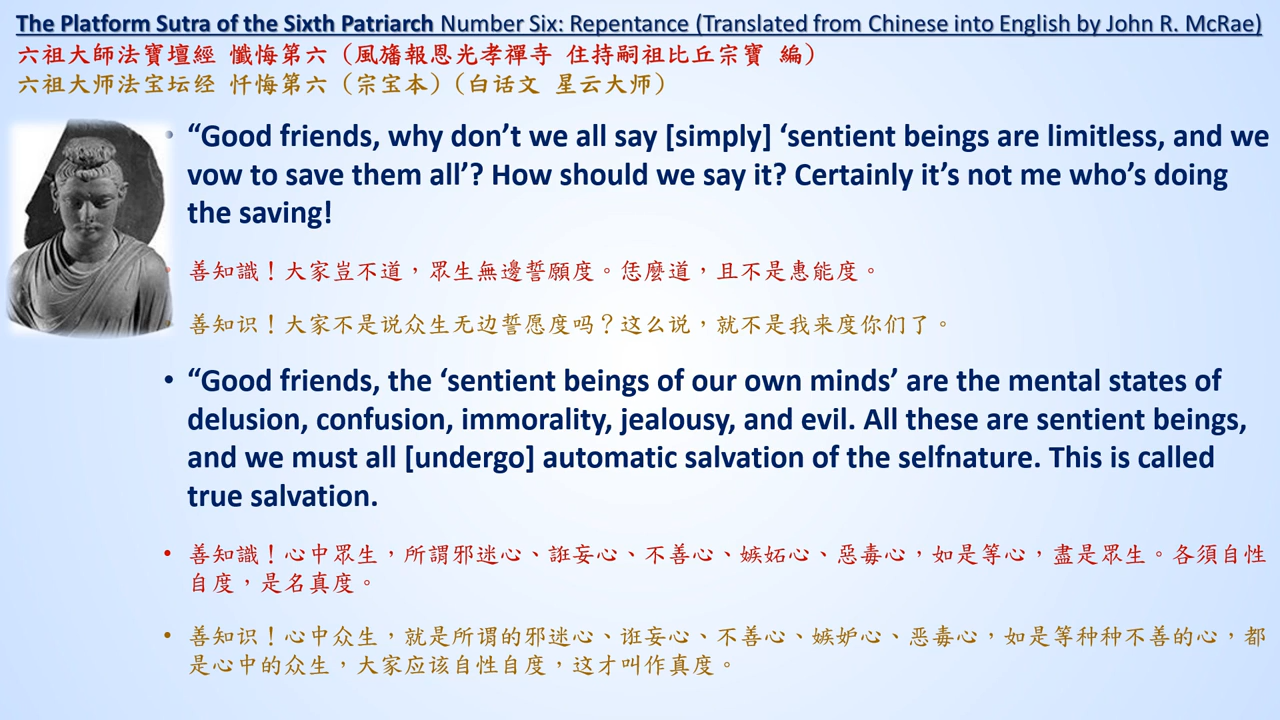 The Platform Sutra of the Sixth Patriarch Number Six: Repentance (Translated from Chinese into English by John R. McRae)
六祖大師法寶壇經 懺悔第六（風旛報恩光孝禪寺 住持嗣祖比丘宗寶 編）
六祖大师法宝坛经 忏悔第六（宗宝本）（白话文 星云大师）
• “Good friends, why don’t we all say [simply] ‘sentient beings are limitless, and we
vow to save them all’? How should we say it? Certainly it’s not me who’s doing
the saving!
• 善知識！大家豈不道，眾生無邊誓願度。恁麼道，且不是惠能度。
• 善知识！大家不是说众生无边誓愿度吗？这么说，就不是我来度你们了。
• “Good friends, the ‘sentient beings of our own minds’ are the mental states of
delusion, confusion, immorality, jealousy, and evil. All these are sentient beings,
and we must all [undergo] automatic salvation of the selfnature. This is called
true salvation.
• 善知識！心中眾生，所謂邪迷心、誑妄心、不善心、嫉妬心、惡毒心，如是等心，盡是眾生。各須自性
自度，是名真度。
• 善知识！心中众生，就是所谓的邪迷心、诳妄心、不善心、嫉妒心、恶毒心，如是等种种不善的心，都
是心中的众生，大家应该自性自度，这才叫作真度。